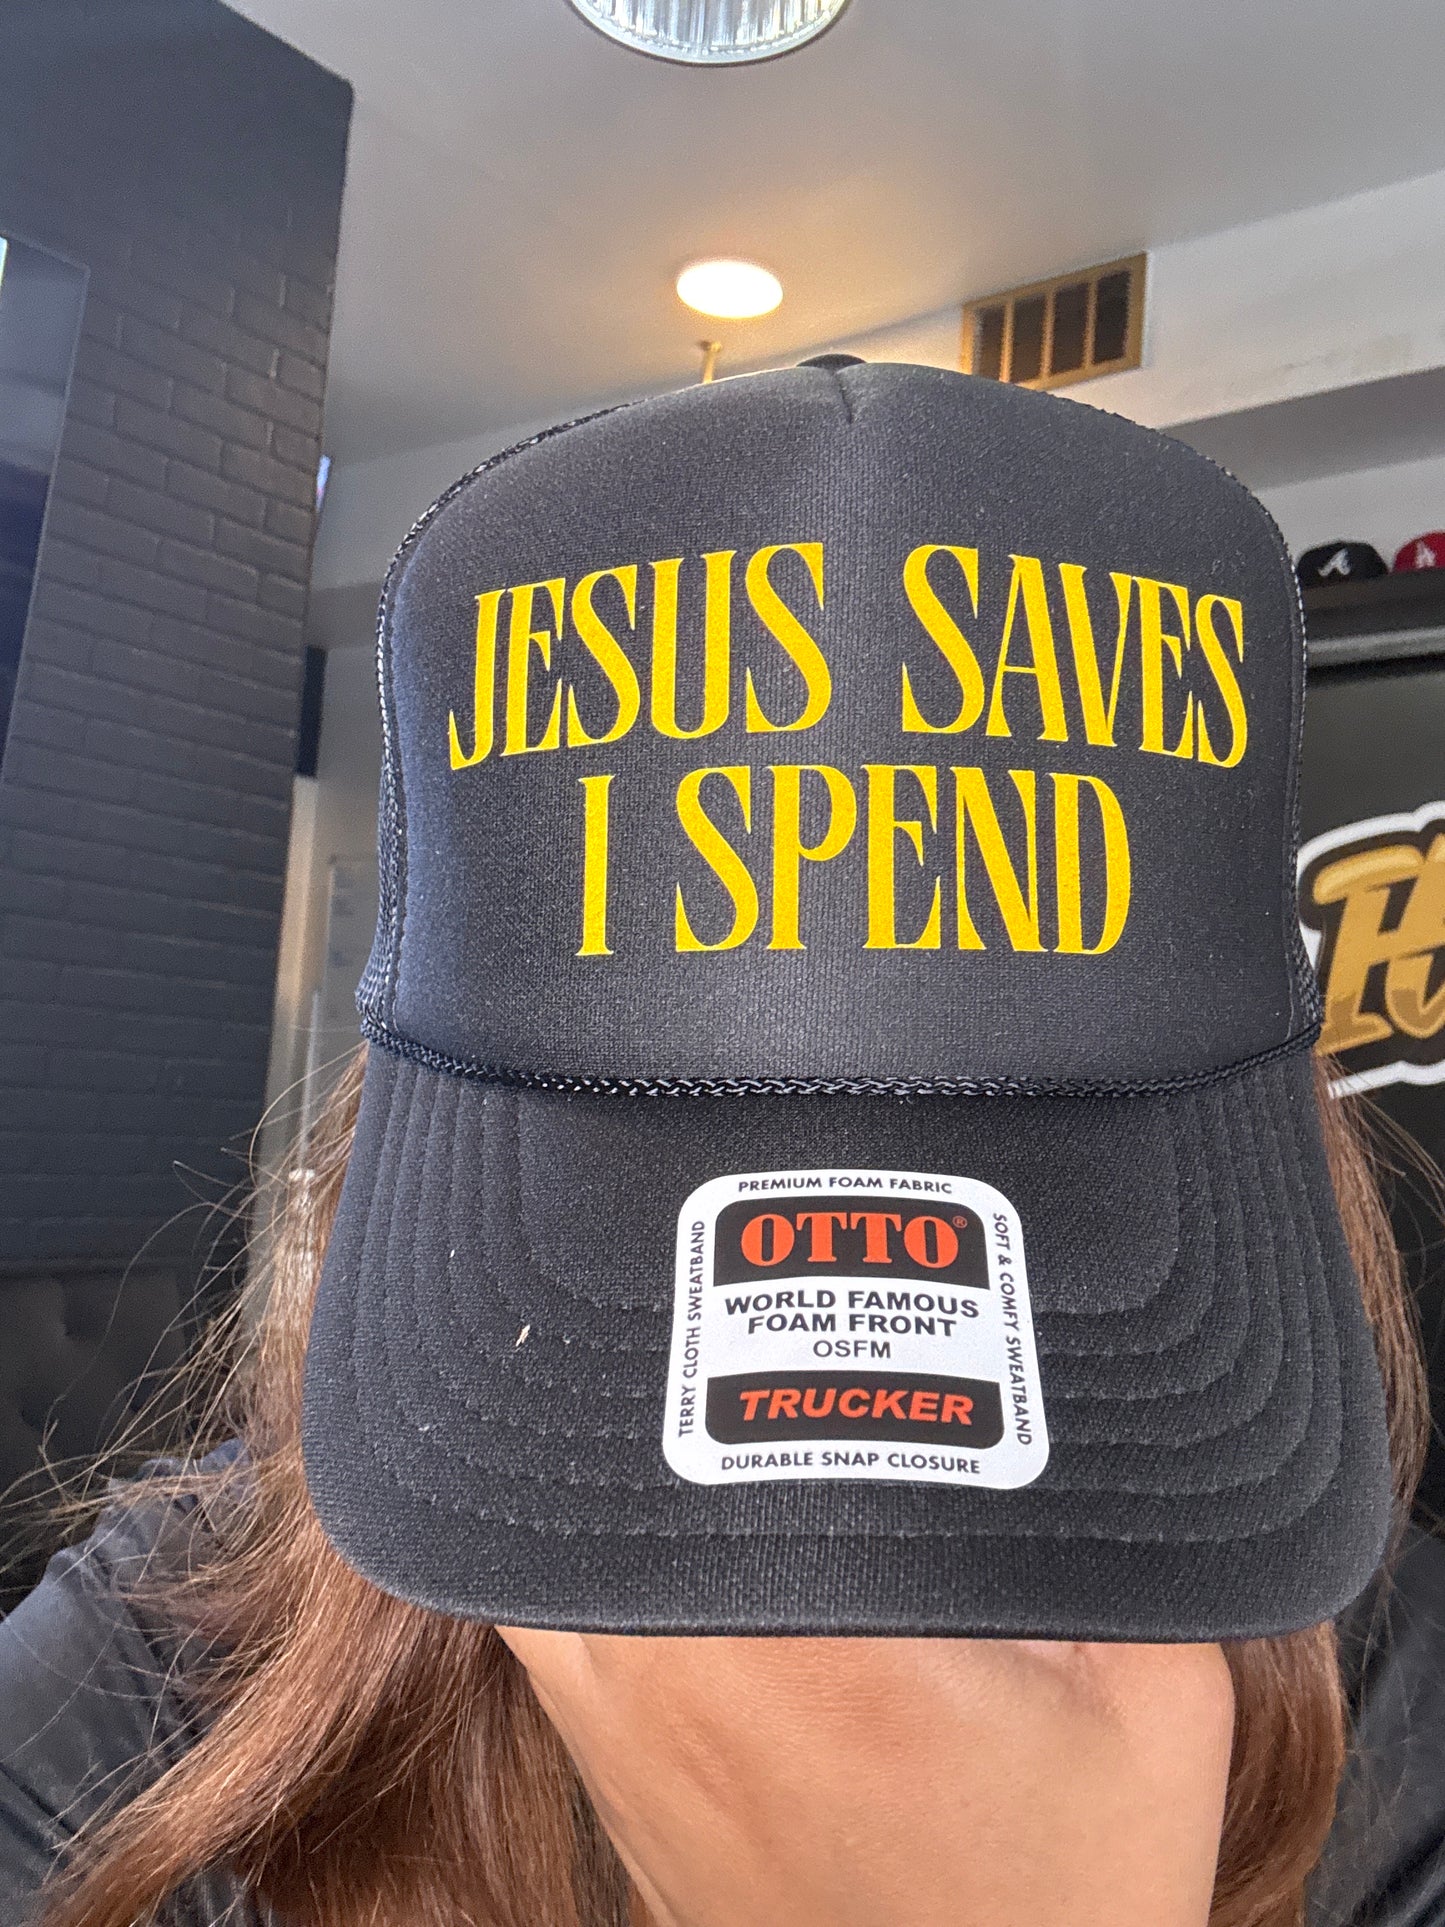 JESUS SAVES
I SPEND
PREMIUM FOAM FABRIC
OTTO®
TERRY CLOTH SWEATBAND
SOFT & COMFY SWEATBAND
WORLD FAMOUS
FOAM FRONT
OSFM
TRUCKER
DURABLE SNAP CLOSURE